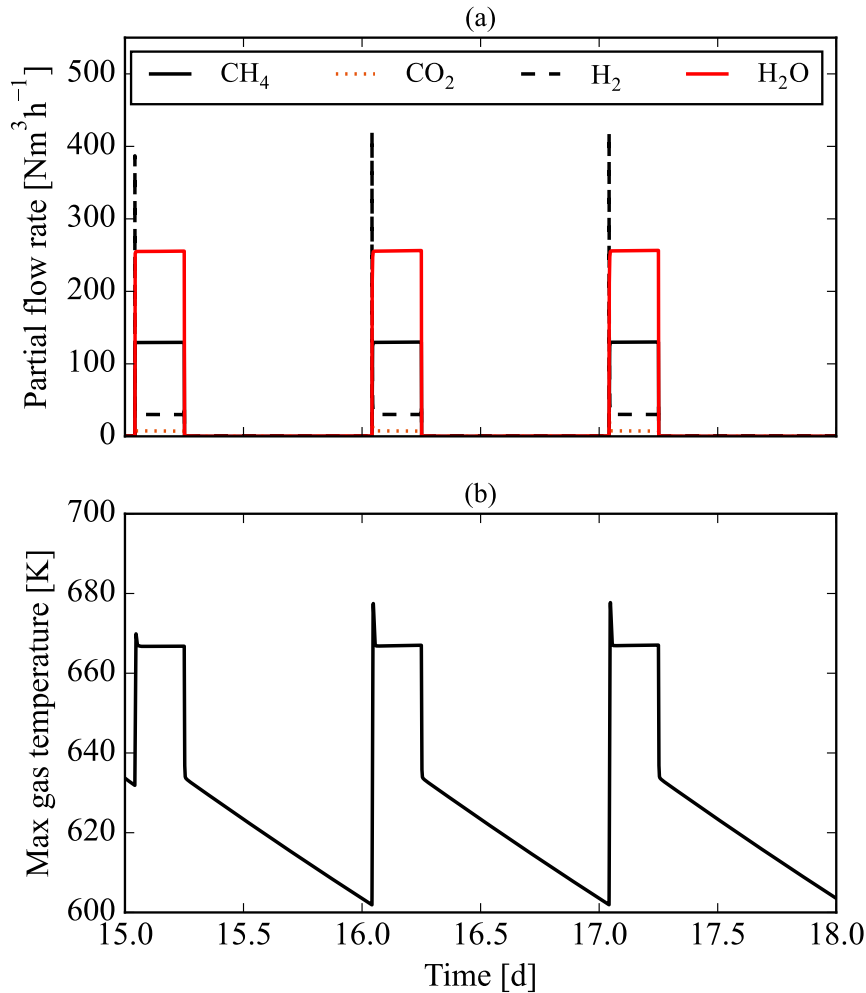 (a)
Partial flow rate [Nm³h⁻¹]
500
400
300
200
100
0
CH₄ CO₂ H₂ H₂O
(b)
Max gas temperature [K]
700
680
660
640
620
600
15.0 15.5 16.0 16.5 17.0 17.5 18.0
Time [d]